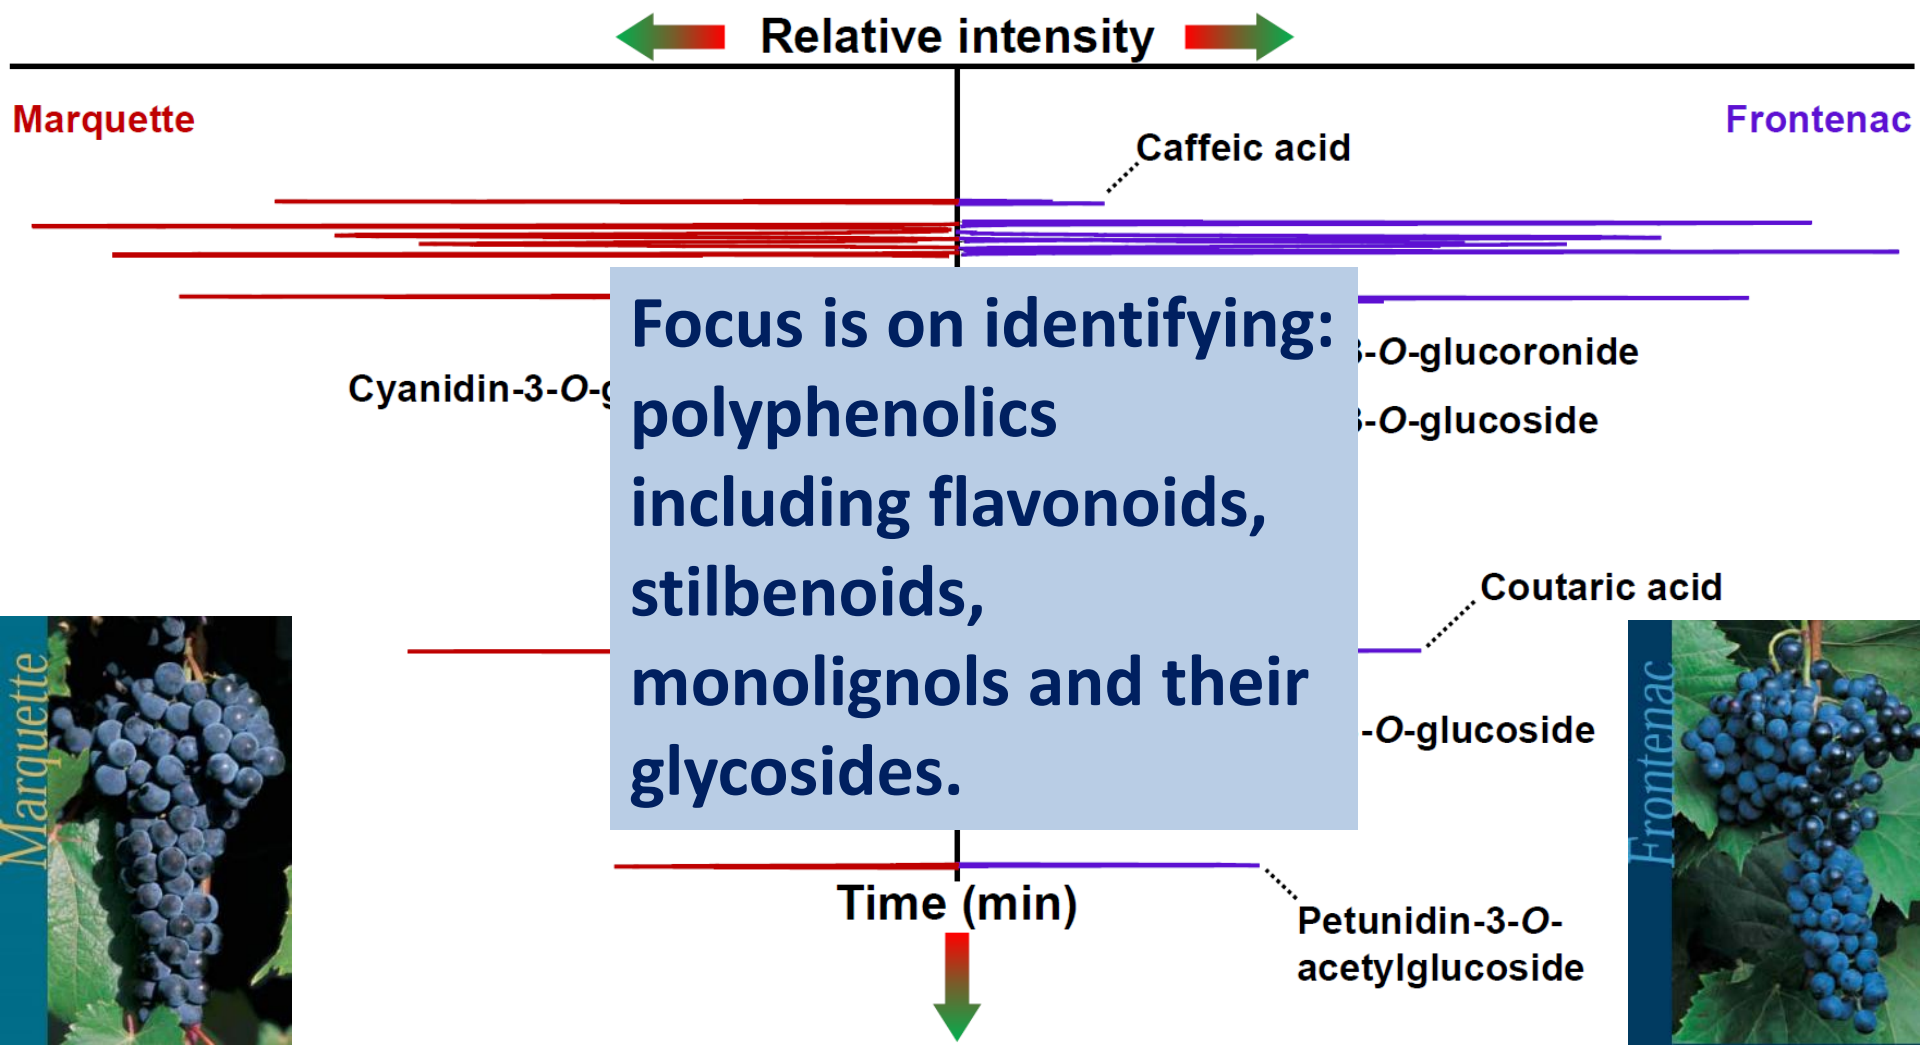 Relative intensity
Marquette
Frontenac
Caffeic acid
Focus is on identifying:
polyphenolics
including flavonoids,
stilbenoids,
monolignols and their
glycosides.
-O-glucoronide
Cyanidin-3-O-
-O-glucoside
Coutaric acid
-O-glucoside
Marquette
Frontenac
Time (min)
Petunidin-3-O-
acetylglucoside